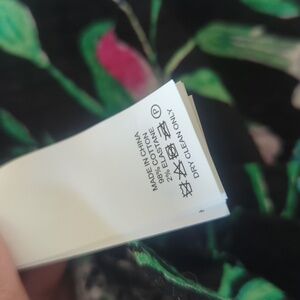 MADE IN CHINA
98% COTTON
2% ELASTANE
P
DRY CLEAN ONLY